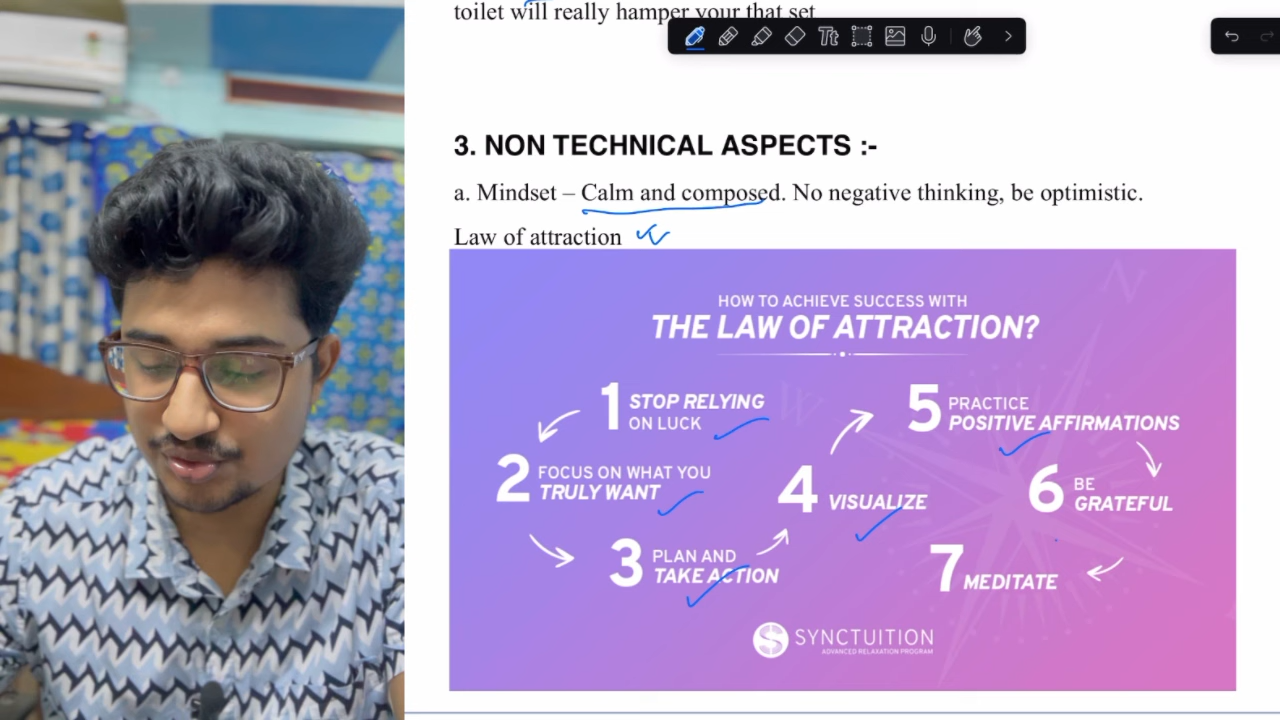 toilet will really hamper your that set
Tt
3. NON TECHNICAL ASPECTS :-
a. Mindset – Calm and composed. No negative thinking, be optimistic.
Law of attraction
HOW TO ACHIEVE SUCCESS WITH
THE LAW OF ATTRACTION?
1 STOP RELYING
ON LUCK
2 FOCUS ON WHAT YOU
TRULY WANT
3 PLAN AND
TAKE ACTION
4 VISUALIZE
5 PRACTICE
POSITIVE AFFIRMATIONS
6 BE
GRATEFUL
7 MEDITATE
N
W
SYNCTUITION
ADVANCED RELAXATION PROGRAM